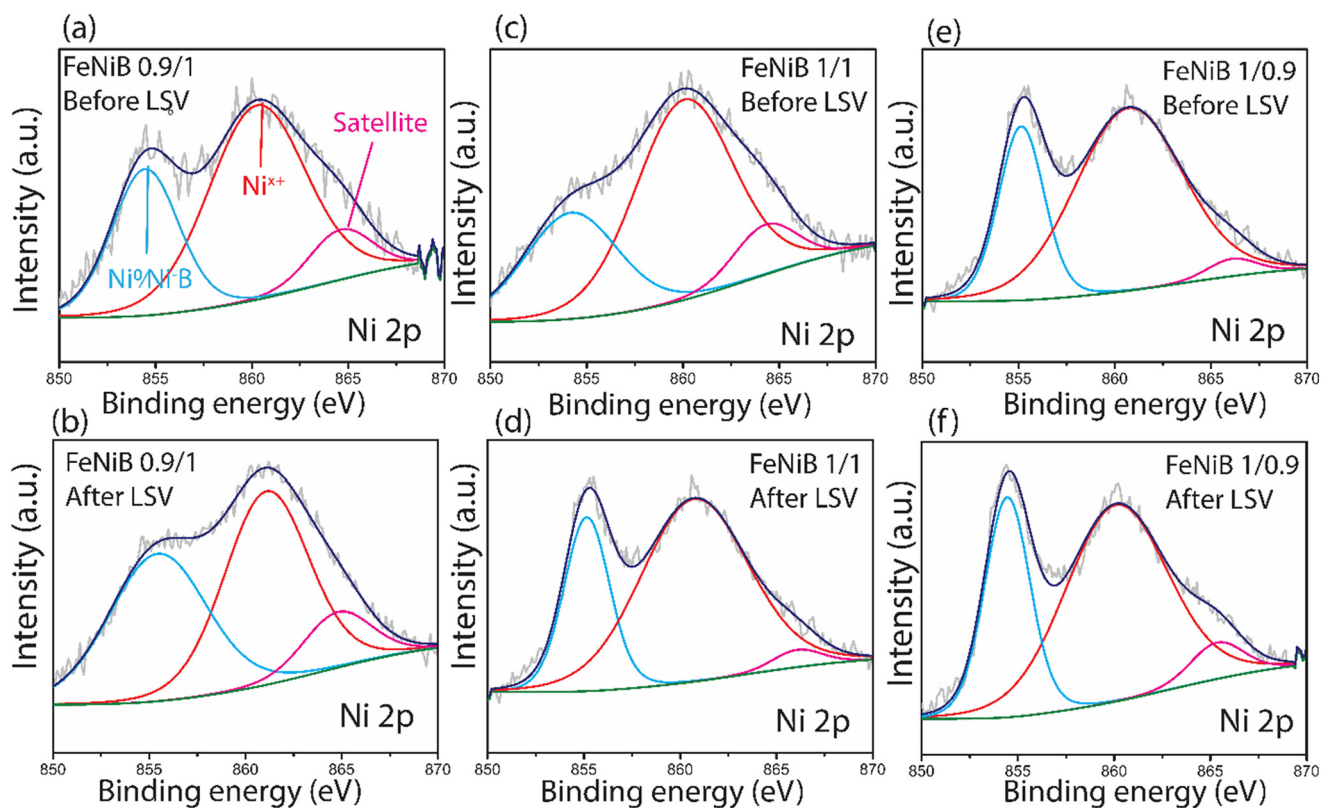 (a)
FeNiB 0.9/1
Before LSV
Satellite
Niˣ⁺
Ni⁰/Ni-B
Ni 2p
Intensity (a.u.)
850 855 860 865 870
Binding energy (eV)
(c)
FeNiB 1/1
Before LSV
Ni 2p
Intensity (a.u.)
850 855 860 865 870
Binding energy (eV)
(e)
FeNiB 1/0.9
Before LSV
Ni 2p
Intensity (a.u.)
850 855 860 865 870
Binding energy (eV)
(b)
FeNiB 0.9/1
After LSV
Ni 2p
Intensity (a.u.)
850 855 860 865 870
Binding energy (eV)
(d)
FeNiB 1/1
After LSV
Ni 2p
Intensity (a.u.)
850 855 860 865 870
Binding energy (eV)
(f)
FeNiB 1/0.9
After LSV
Ni 2p
Intensity (a.u.)
850 855 860 865 870
Binding energy (eV)